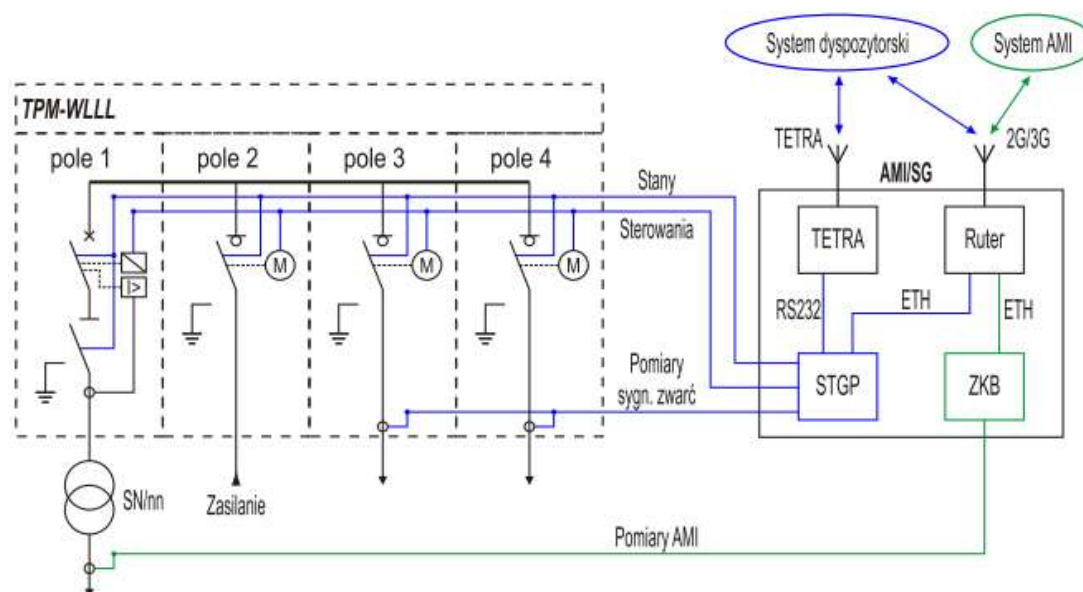 System dyspozytorski
System AMI
TPM-WLLL
pole 1
pole 2
pole 3
pole 4
TETRA
2G/3G
AMI/SG
Stany
Sterowania
TETRA
Ruter
I>
M
M
M
RS232
ETH
ETH
Pomiary
sygn. zwarć
STGP
ZKB
SN/nn
Zasilanie
Pomiary AMI